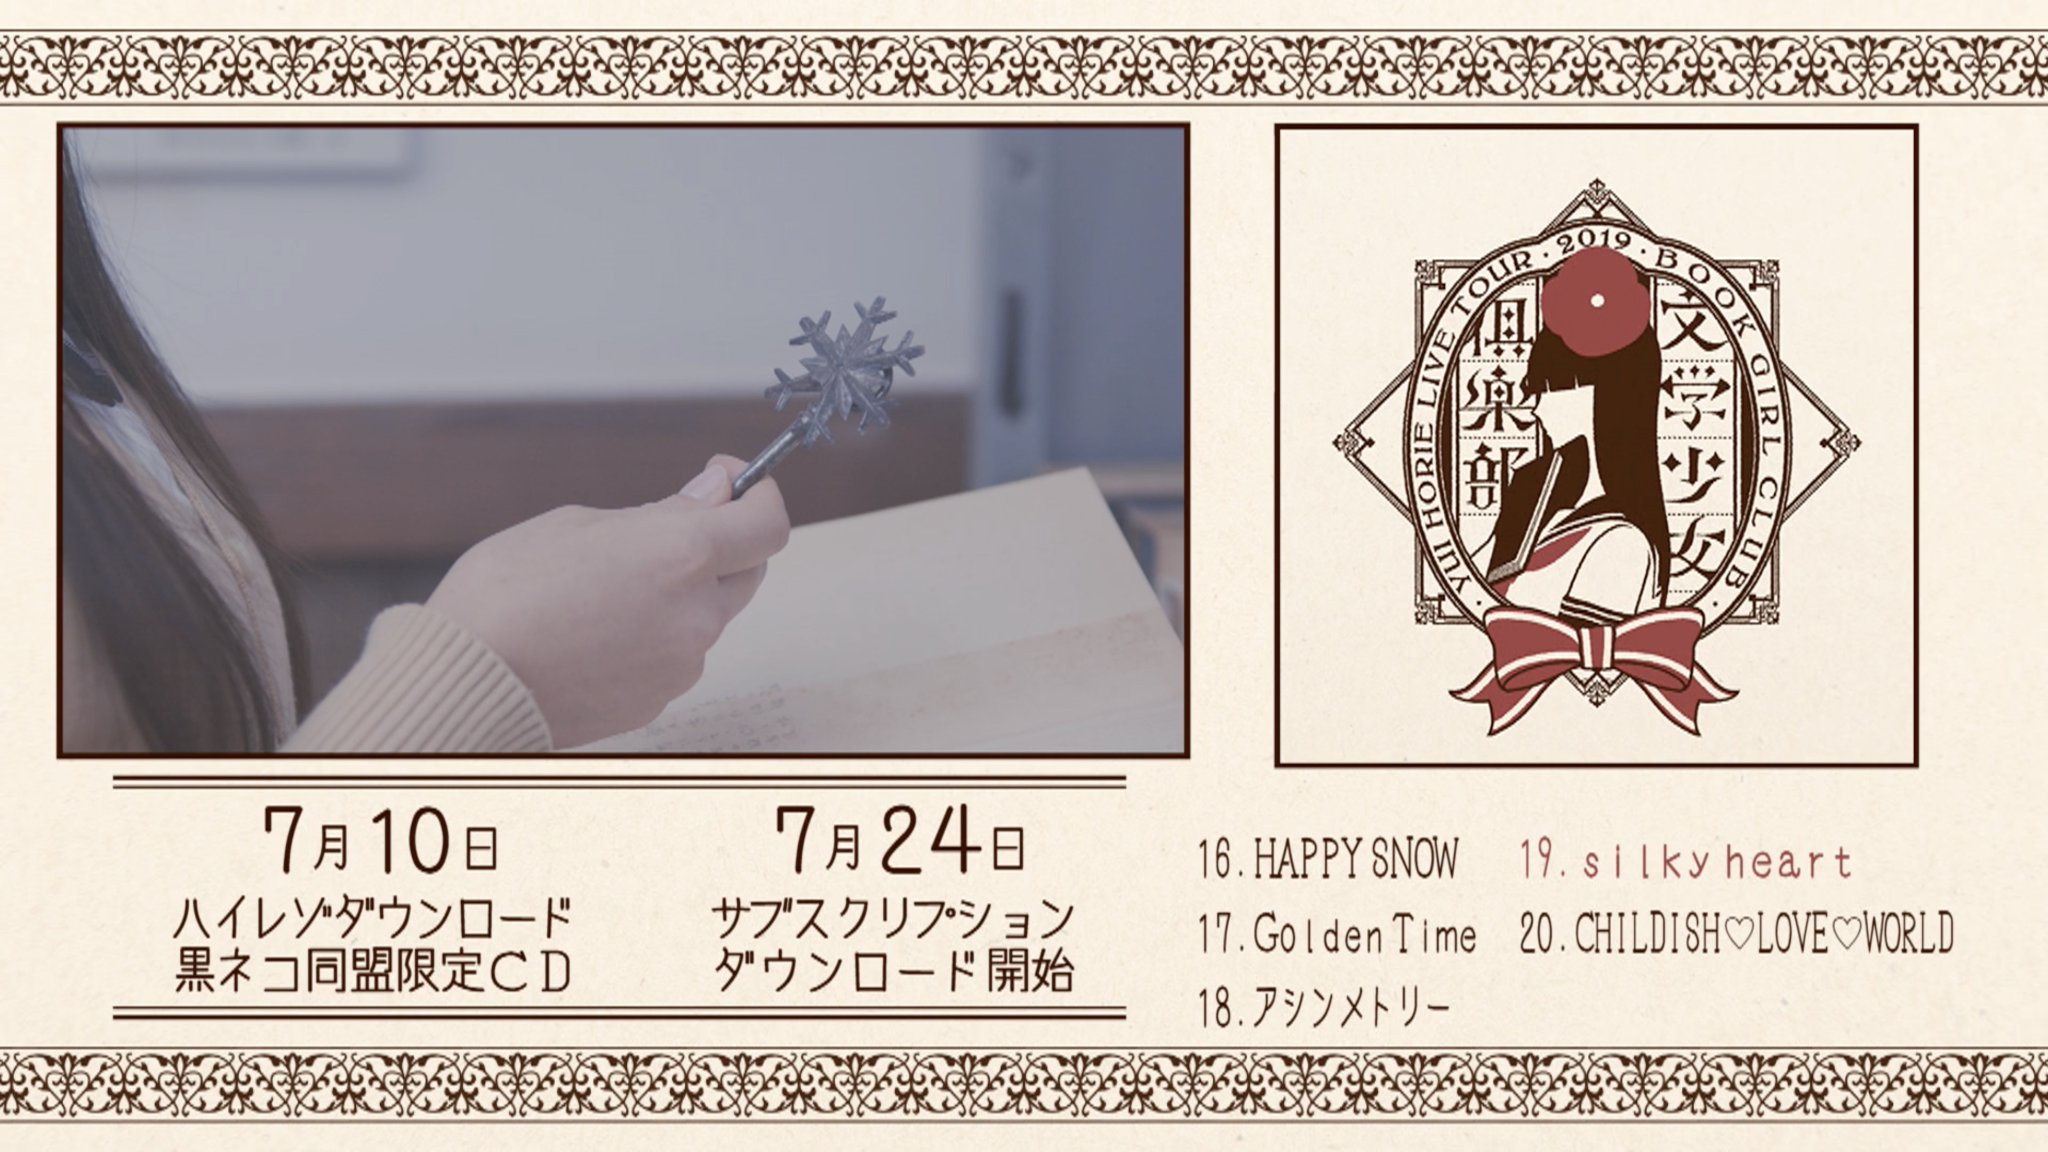 YUI HORIE LIVE TOUR · 2019 · BOOK GIRL CLUB ·
文学少女
倶楽部
7月10日
ハイレゾダウンロード
黒ネコ同盟限定CD
7月24日
サブスクリプション
ダウンロード開始
16. HAPPY SNOW
17. Golden Time
18. アシンメトリー
19. silky heart
20. CHILDISH♡LOVE♡WORLD